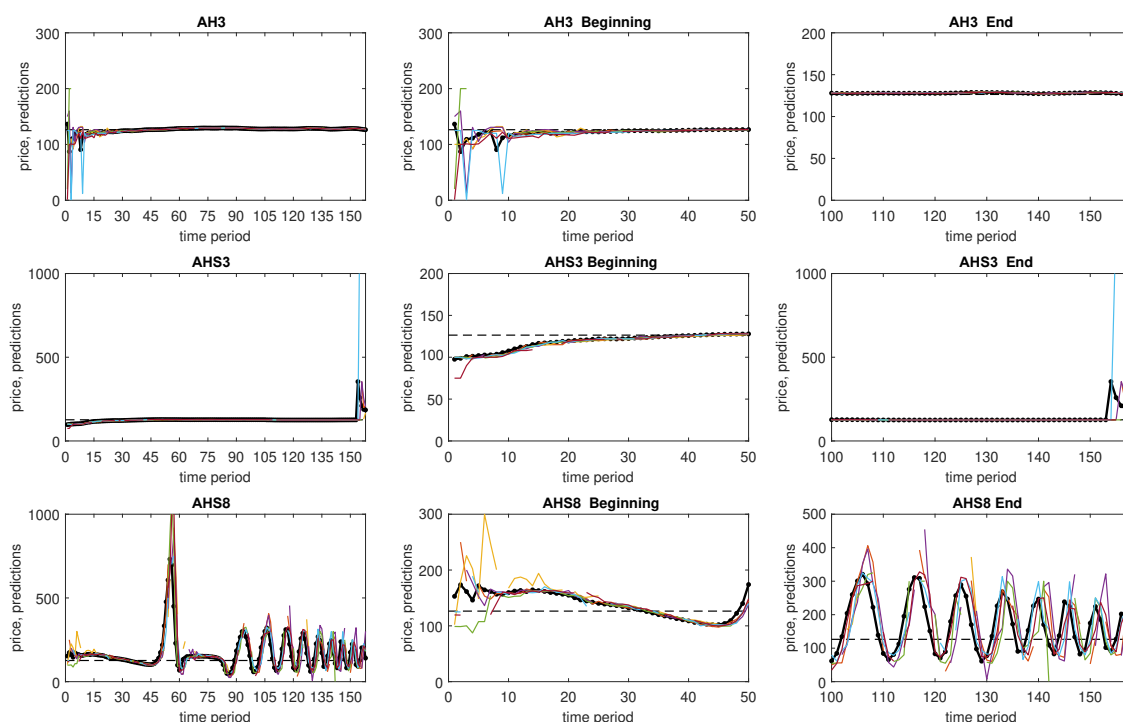 AH3
price, predictions
300
200
100
0
0 15 30 45 60 75 90 105 120 135 150
time period
AH3 Beginning
price, predictions
300
200
100
0
0 10 20 30 40 50
time period
AH3 End
price, predictions
200
150
100
50
0
100 110 120 130 140 150
time period
AHS3
price, predictions
1000
500
0
0 15 30 45 60 75 90 105 120 135 150
time period
AHS3 Beginning
price, predictions
200
150
100
50
0
0 10 20 30 40 50
time period
AHS3 End
price, predictions
1000
500
0
100 110 120 130 140 150
time period
AHS8
price, predictions
1000
500
0
0 15 30 45 60 75 90 105 120 135 150
time period
AHS8 Beginning
price, predictions
300
200
100
0
0 10 20 30 40 50
time period
AHS8 End
price, predictions
500
400
300
200
100
0
100 110 120 130 140 150
time period